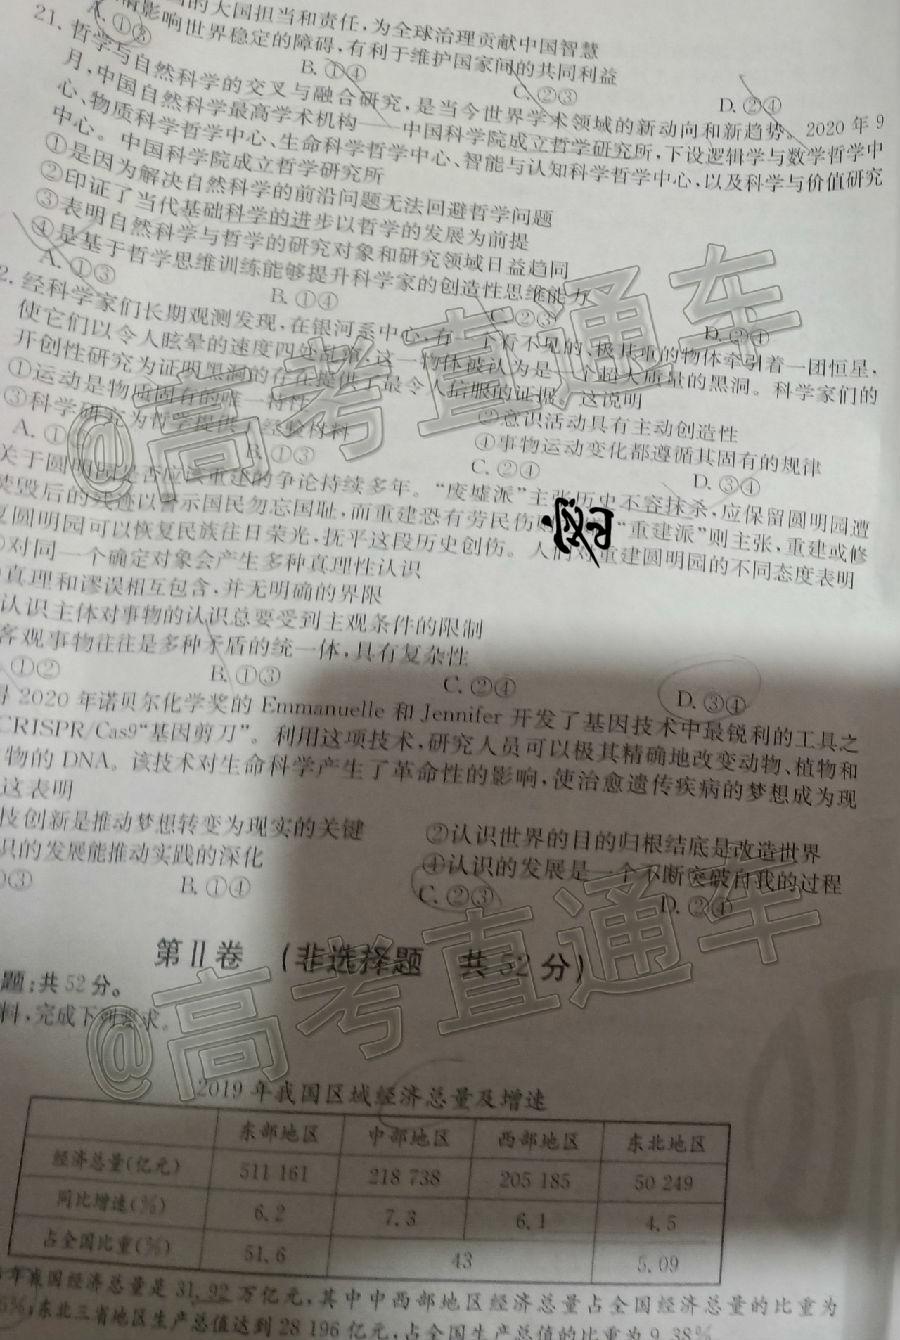 的大国担当和责任，为全球治理贡献中国智慧
影响世界稳定的障碍，有利于维护国家间的共同利益
A. ①③
B. ①④
C. ②③
D. ②④
21. 哲学与自然科学的交叉与融合研究，是当今世界学术领域的新动向和新趋势。2020年9
月，中国自然科学最高学术机构——中国科学院成立哲学研究所，下设逻辑学与数学哲学中
心、物质科学哲学中心、生命科学哲学中心、智能与认知科学哲学中心，以及科学与价值研究
中心。中国科学院成立哲学研究所
①是因为解决自然科学的前沿问题无法回避哲学问题
②印证了当代基础科学的进步以哲学的发展为前提
③表明自然科学与哲学的研究对象和研究领域日益趋同
④是基于哲学思维训练能够提升科学家的创造性思维能力
A. ①③
B. ①④
C. ②③
D. ②④
2. 经科学家们长期观测发现，在银河系中心，有一个看不见的、极其重的物体牵引着一团恒星，
使它们以令人眩晕的速度四处乱窜，这一物体被认为是一个超大质量的黑洞。科学家们的
开创性研究为证明黑洞的存在提供了最令人信服的证据。这说明
①运动是物质固有的唯一特性
②意识活动具有主动创造性
③科学研究为哲学提供了经验材料
④事物运动变化都遵循其固有的规律
A. ①
B. ①③
C. ②④
D. ③④
关于圆明园是否应该重建的争论持续多年。“废墟派”主张历史不容抹杀，应保留圆明园遭
焚毁后的残迹以警示国民勿忘国耻，而重建恐有劳民伤“重建派”则主张，重建或修
复圆明园可以恢复民族往日荣光，抚平这段历史创伤。人们对重建圆明园的不同态度表明
对同一个确定对象会产生多种真理性认识
真理和谬误相互包含，并无明确的界限
认识主体对事物的认识总要受到主观条件的限制
客观事物往往是多种矛盾的统一体，具有复杂性
①②
B. ①③
C. ②④
D. ③④
得2020年诺贝尔化学奖的Emmanuelle和Jennifer开发了基因技术中最锐利的工具之
CRISPR/Cas9“基因剪刀”。利用这项技术，研究人员可以极其精确地改变动物、植物和
物的DNA。该技术对生命科学产生了革命性的影响，使治愈遗传疾病的梦想成为现
这表明
技创新是推动梦想转变为现实的关键
②认识世界的目的归根结底是改造世界
识的发展能推动实践的深化
④认识的发展是一个不断突破自我的过程
①③
B. ①④
C. ②③
D. ②④
第Ⅱ卷 （非选择题 共52分）
题：共52分。
料，完成下列要求。
2019年我国区域经济总量及增速
东部地区 中部地区 西部地区 东北地区
经济总量(亿元) 511 161 218 738 205 185 50 249
同比增速(%) 6.2 7.3 6.1 4.5
占全国比重(%) 51.6 43 5.09
年我国经济总量是31.92万亿元，其中中西部地区经济总量占全国经济总量的比重为
%；东北三省地区生产总值达到28 196亿元，占全国生产总值的比重为9.38%
@高考直通车
@高考直通车